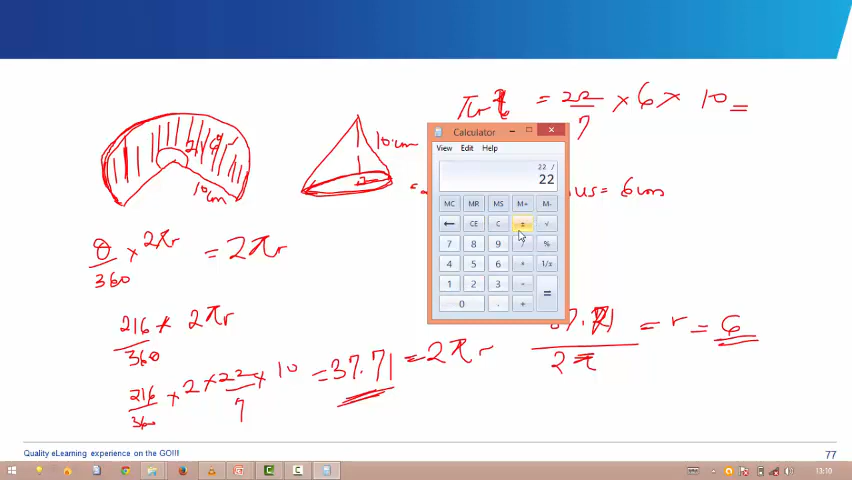 πrl = 22/7 × 6 × 10 =
Calculator
View Edit Help
22 /
22
MC MR MS M+ M-
← CE C ± √
7 8 9 / %
4 5 6 * 1/x
1 2 3 - =
0 . +
216°
10cm
10cm
us = 6cm
θ/360 × 2πr = 2πr
216/360 × 2πr
216/360 × 2 × 22/7 × 10 = 37.71 = 2πr
37.71/2π = r = 6
Quality eLearning experience on the GO!!!
77
13:10